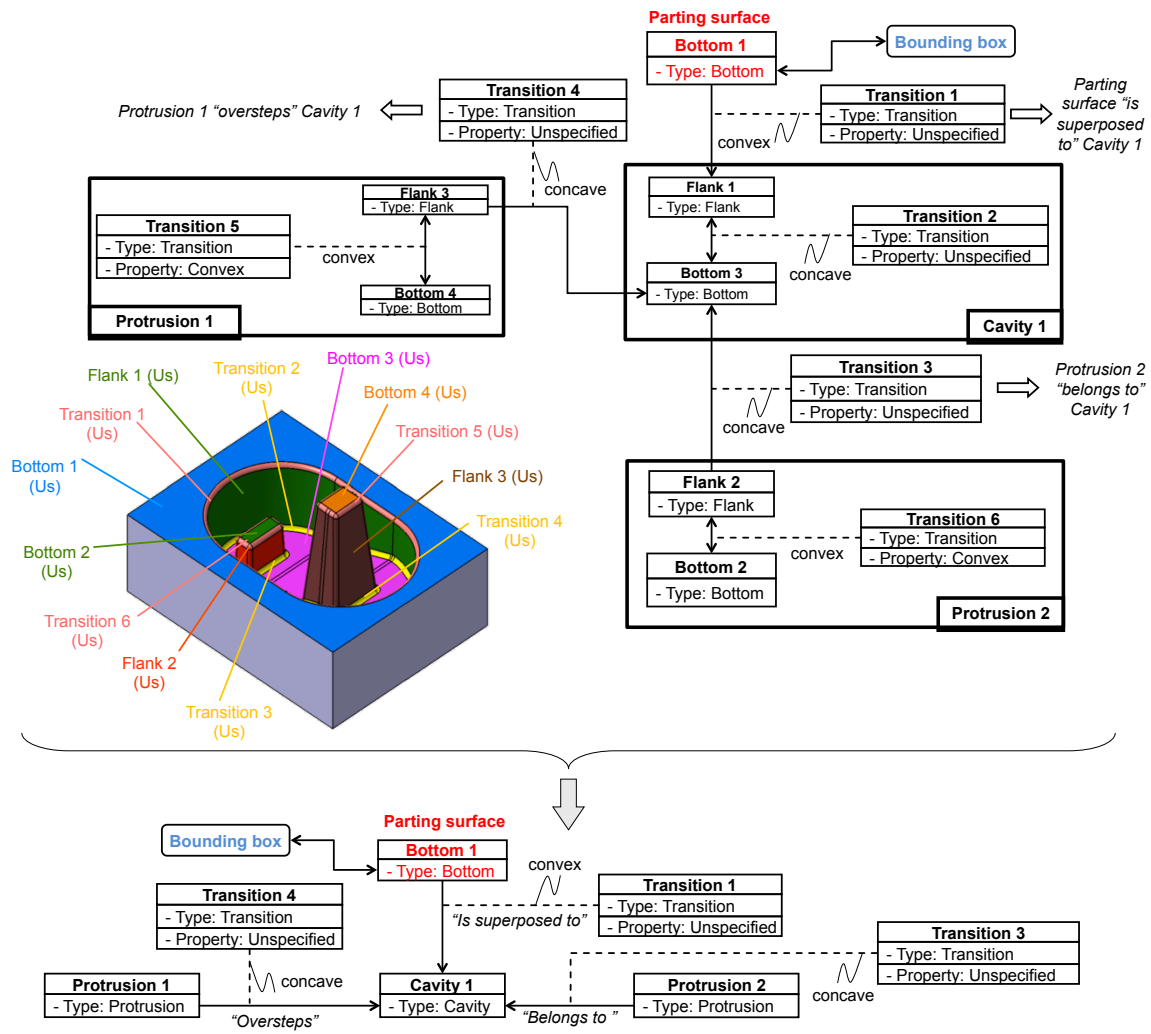 Parting surface
Bottom 1
- Type: Bottom
Bounding box
Transition 4
- Type: Transition
- Property: Unspecified
Protrusion 1 “oversteps” Cavity 1
concave
Transition 1
- Type: Transition
- Property: Unspecified
convex
Parting
surface “is
superposed
to” Cavity 1
Flank 3
- Type: Flank
Transition 5
- Type: Transition
- Property: Convex
convex
Bottom 4
- Type: Bottom
Protrusion 1
Flank 1
- Type: Flank
Transition 2
- Type: Transition
- Property: Unspecified
concave
Bottom 3
- Type: Bottom
Cavity 1
Transition 3
- Type: Transition
- Property: Unspecified
concave
Protrusion 2
“belongs to”
Cavity 1
Flank 2
- Type: Flank
Transition 6
- Type: Transition
- Property: Convex
convex
Bottom 2
- Type: Bottom
Protrusion 2
Bottom 3 (Us)
Transition 2
(Us)
Flank 1 (Us)
Bottom 4 (Us)
Transition 1
(Us)
Transition 5 (Us)
Bottom 1
(Us)
Flank 3 (Us)
Transition 4
(Us)
Bottom 2
(Us)
Transition 6
(Us)
Flank 2
(Us)
Transition 3
(Us)
Parting surface
Bounding box
Bottom 1
- Type: Bottom
convex
Transition 4
- Type: Transition
- Property: Unspecified
Transition 1
- Type: Transition
- Property: Unspecified
“Is superposed to”
Transition 3
- Type: Transition
- Property: Unspecified
concave
concave
Protrusion 1
- Type: Protrusion
“Oversteps”
Cavity 1
- Type: Cavity
“Belongs to ”
Protrusion 2
- Type: Protrusion